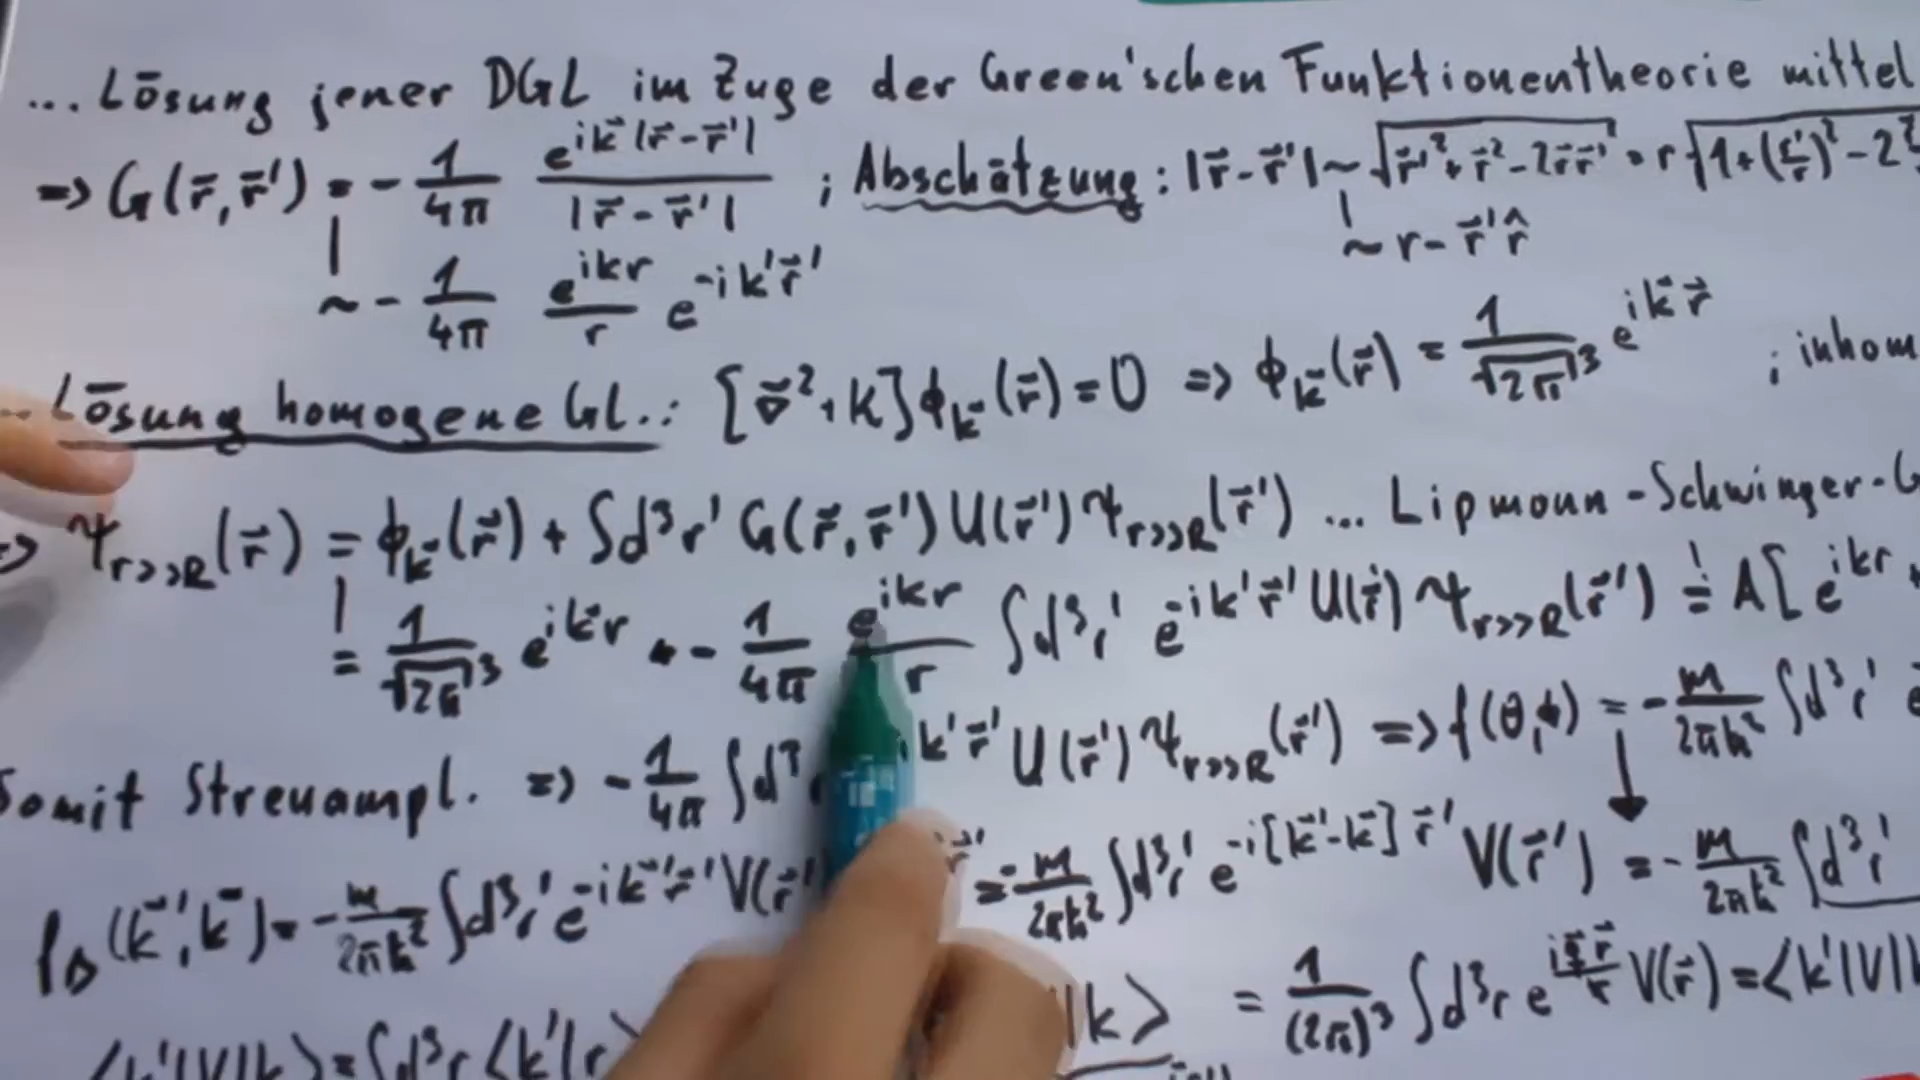 ... Lösung jener DGL im Zuge der Green'schen Funktionentheorie mittel
=> G(r⃗,r⃗') = - 1/4π e^{ik⃗|r⃗-r⃗'|}/|r⃗-r⃗'| ; Abschätzung: |r⃗-r⃗'| ~ √(r⃗'²+r⃗²-2r⃗r⃗') = r√(1+(r'/r)²-2
~ r-r⃗'r̂
~ - 1/4π e^{ikr}/r e^{-ik'r⃗'}
Lösung homogene Gl.: [∇⃗²+k]ϕ_k⃗(r⃗)=0 => ϕ_k⃗(r⃗) = 1/√(2π)³ e^{ik⃗r⃗} ; inhom
=> Ψ_{r>>R}(r⃗) = ϕ_k⃗(r⃗) + ∫d³r' G(r⃗,r⃗')U(r⃗')Ψ_{r>>R}(r⃗') ... Lipmann-Schwinger-G
= 1/√(2π)³ e^{ik⃗r} + - 1/4π e^{ikr}/r ∫d³r' e^{-ik'r⃗'} U(r⃗) Ψ_{r>>R}(r⃗') =! A[e^{ikr} +
Somit Streuampl. => - 1/4π ∫d³ k'r⃗' U(r⃗')Ψ_{r>>R}(r⃗') => f(θ,ϕ) = - m/2πħ² ∫d³r' e
f_B(k⃗',k⃗) = - m/2πħ² ∫d³r' e^{-ik⃗'r⃗'} V(r⃗' r⃗' = - m/2πħ² ∫d³r' e^{-i[k⃗'-k⃗]r⃗'} V(r⃗') = - m/2πħ² ∫d³r'
<k'|V|k> = ∫d³r <k'|r> |k> = 1/(2π)³ ∫d³r e V(r⃗) = <k'|V|k